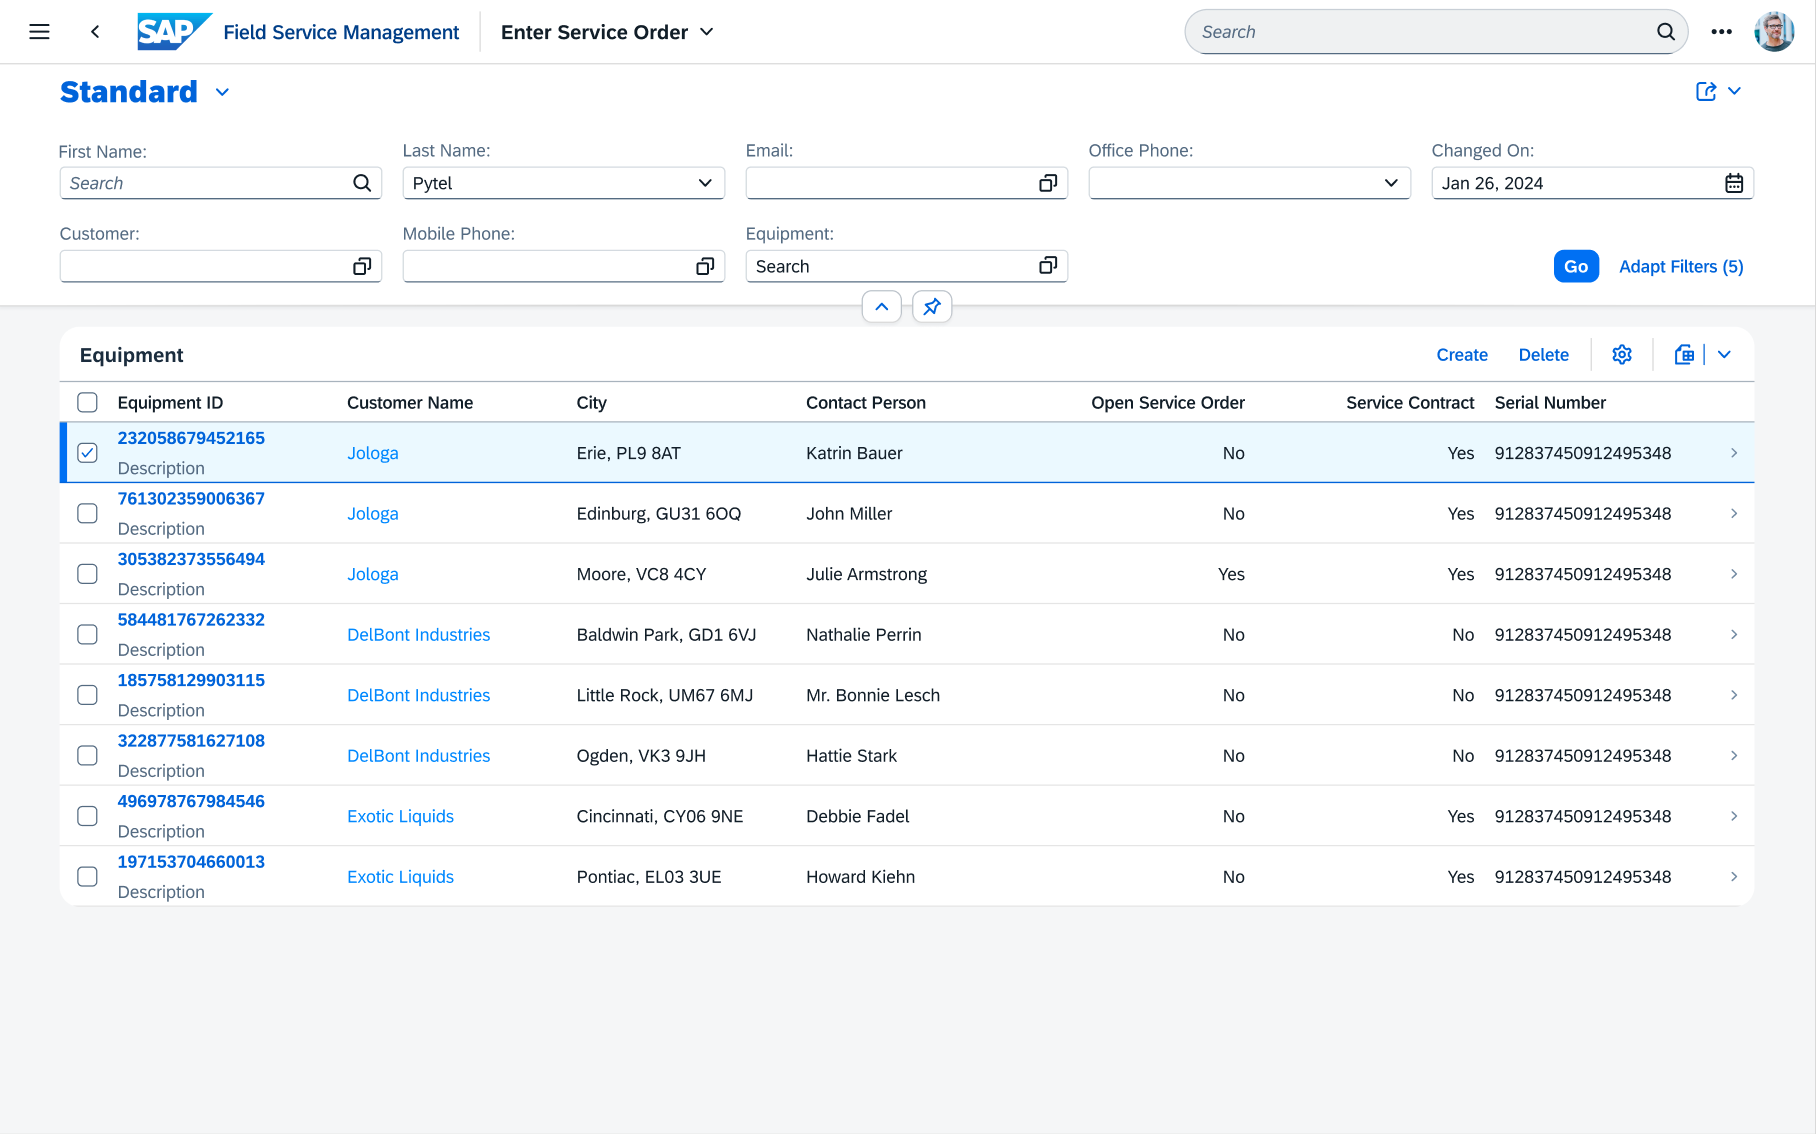 SAP Field Service Management Enter Service Order Search
Standard
First Name: Last Name: Email: Office Phone: Changed On:
Search Pytel Jan 26, 2024
Customer: Mobile Phone: Equipment:
Search Go Adapt Filters (5)
Equipment Create Delete
Equipment ID Customer Name City Contact Person Open Service Order Service Contract Serial Number
232058679452165
Jologa Erie, PL9 8AT Katrin Bauer No Yes 912837450912495348
Description
761302359006367
Jologa Edinburg, GU31 6OQ John Miller No Yes 912837450912495348
Description
305382373556494
Jologa Moore, VC8 4CY Julie Armstrong Yes Yes 912837450912495348
Description
584481767262332
DelBont Industries Baldwin Park, GD1 6VJ Nathalie Perrin No No 912837450912495348
Description
185758129903115
DelBont Industries Little Rock, UM67 6MJ Mr. Bonnie Lesch No No 912837450912495348
Description
322877581627108
DelBont Industries Ogden, VK3 9JH Hattie Stark No No 912837450912495348
Description
496978767984546
Exotic Liquids Cincinnati, CY06 9NE Debbie Fadel No Yes 912837450912495348
Description
197153704660013
Exotic Liquids Pontiac, EL03 3UE Howard Kiehn No Yes 912837450912495348
Description